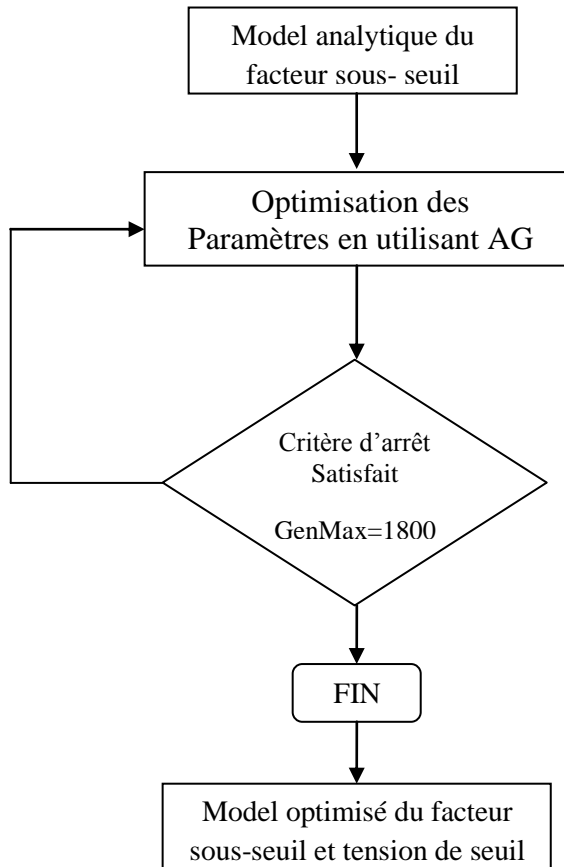 Model analytique du
facteur sous- seuil
Optimisation des
Paramètres en utilisant AG
Critère d’arrêt
Satisfait
GenMax=1800
FIN
Model optimisé du facteur
sous-seuil et tension de seuil